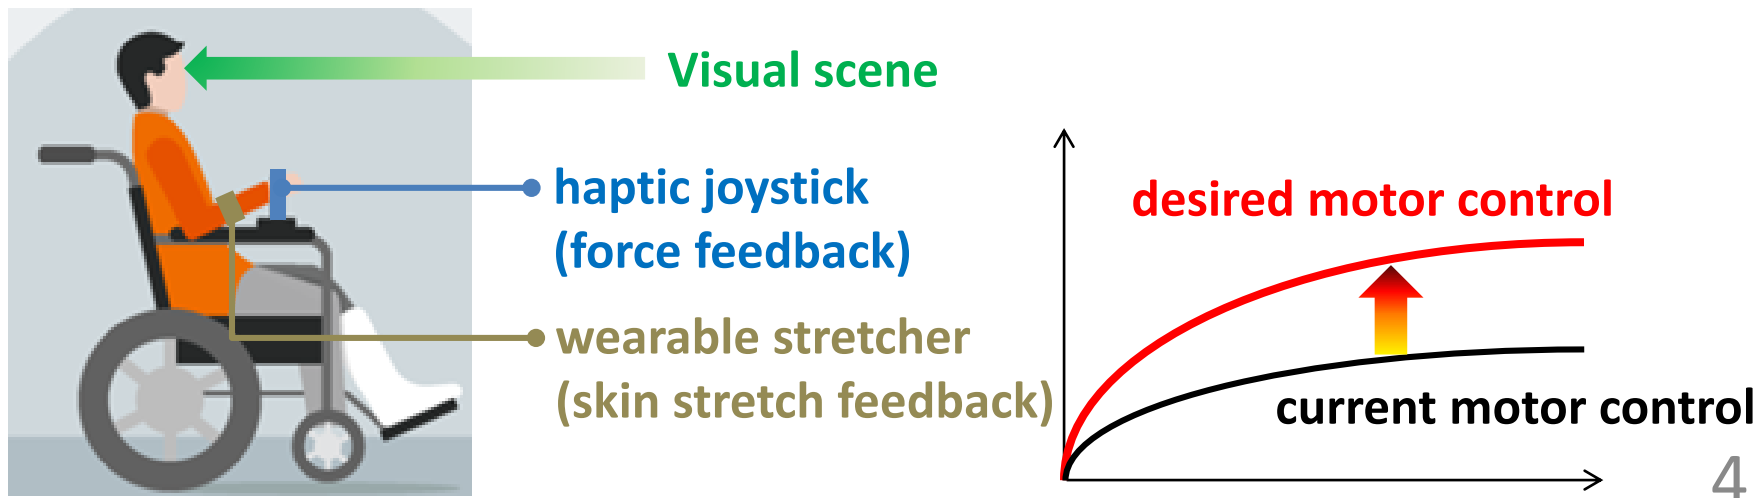 Visual scene
haptic joystick
(force feedback)
wearable stretcher
(skin stretch feedback)
desired motor control
current motor control
4